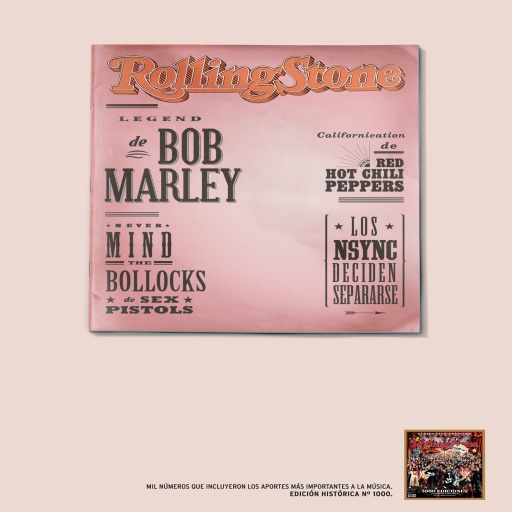 RollingStone
LEGEND
de BOB
MARLEY
NEVER
MIND
THE
BOLLOCKS
de SEX
PISTOLS
Californication
de
RED
HOT CHILI
PEPPERS
LOS
NSYNC
DECIDEN
SEPARARSE
MIL NÚMEROS QUE INCLUYERON LOS APORTES MÁS IMPORTANTES A LA MÚSICA.
EDICIÓN HISTÓRICA Nº 1000.